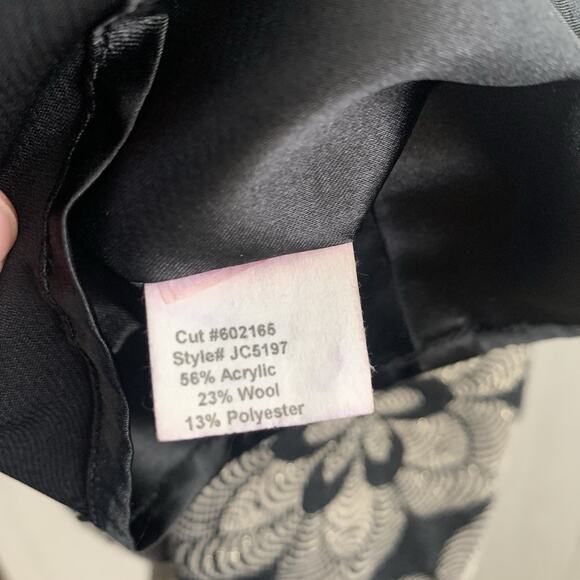 Cut #602165
Style# JC5197
56% Acrylic
23% Wool
13% Polyester